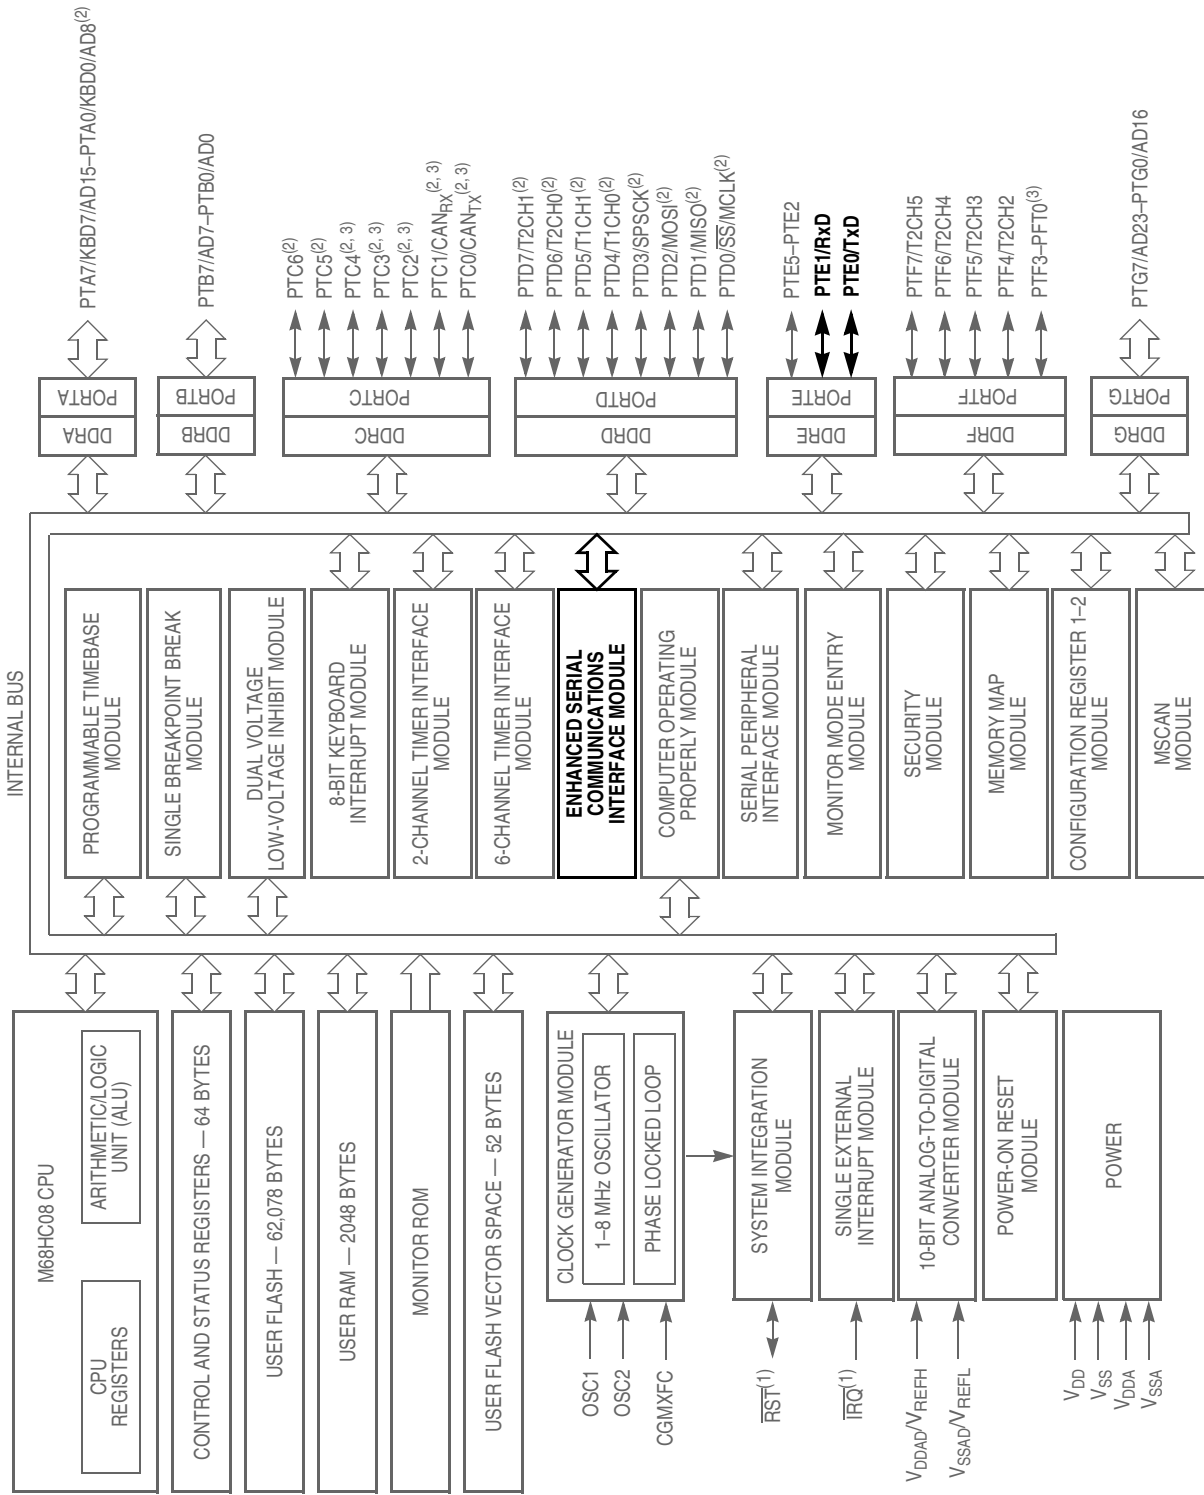 INTERNAL BUS
M68HC08 CPU
CPU
REGISTERS
ARITHMETIC/LOGIC
UNIT (ALU)
CONTROL AND STATUS REGISTERS — 64 BYTES
USER FLASH — 62,078 BYTES
USER RAM — 2048 BYTES
MONITOR ROM
USER FLASH VECTOR SPACE — 52 BYTES
CLOCK GENERATOR MODULE
1–8 MHz OSCILLATOR
PHASE LOCKED LOOP
OSC1
OSC2
CGMXFC
SYSTEM INTEGRATION
MODULE
RST(1)
SINGLE EXTERNAL
INTERRUPT MODULE
IRQ(1)
10-BIT ANALOG-TO-DIGITAL
CONVERTER MODULE
VDDAD/VREFH
VSSAD/VREFL
POWER-ON RESET
MODULE
POWER
VDD
VSS
VDDA
VSSA
PROGRAMMABLE TIMEBASE
MODULE
SINGLE BREAKPOINT BREAK
MODULE
DUAL VOLTAGE
LOW-VOLTAGE INHIBIT MODULE
8-BIT KEYBOARD
INTERRUPT MODULE
2-CHANNEL TIMER INTERFACE
MODULE
6-CHANNEL TIMER INTERFACE
MODULE
ENHANCED SERIAL
COMMUNICATIONS
INTERFACE MODULE
COMPUTER OPERATING
PROPERLY MODULE
SERIAL PERIPHERAL
INTERFACE MODULE
MONITOR MODE ENTRY
MODULE
SECURITY
MODULE
MEMORY MAP
MODULE
CONFIGURATION REGISTER 1–2
MODULE
MSCAN
MODULE
DDRA
PORTA
PTA7/KBD7/AD15–PTA0/KBD0/AD8(2)
DDRB
PORTB
PTB7/AD7–PTB0/AD0
DDRC
PORTC
PTC6(2)
PTC5(2)
PTC4(2, 3)
PTC3(2, 3)
PTC2(2, 3)
PTC1/CANRX(2, 3)
PTC0/CANTX(2, 3)
DDRD
PORTD
PTD7/T2CH1(2)
PTD6/T2CH0(2)
PTD5/T1CH1(2)
PTD4/T1CH0(2)
PTD3/SPSCK(2)
PTD2/MOSI(2)
PTD1/MISO(2)
PTD0/SS/MCLK(2)
DDRE
PORTE
PTE5–PTE2
PTE1/RxD
PTE0/TxD
DDRF
PORTF
PTF7/T2CH5
PTF6/T2CH4
PTF5/T2CH3
PTF4/T2CH2
PTF3–PFT0(3)
DDRG
PORTG
PTG7/AD23–PTG0/AD16